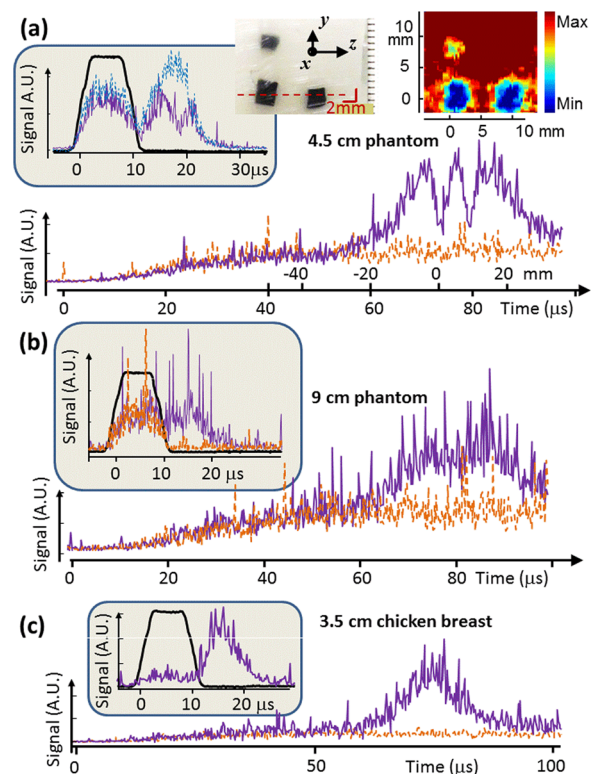 (a)
Signal A.U.)
0 10 20 30μs
y
z
x
2mm
10
mm
5
0
0 5 10 mm
Max
Min
4.5 cm phantom
Signal (A.U.)
-40 -20 0 20 mm
0 20 40 60 Time (μs)
(b)
Signal (A.U.)
0 10 20 μs
9 cm phantom
Signal (A.U.)
0 20 40 60 80 Time (μs)
(c)
Signal (A.U.)
0 10 20 μs
3.5 cm chicken breast
Signal (A.U.)
50 Time (μs) 100